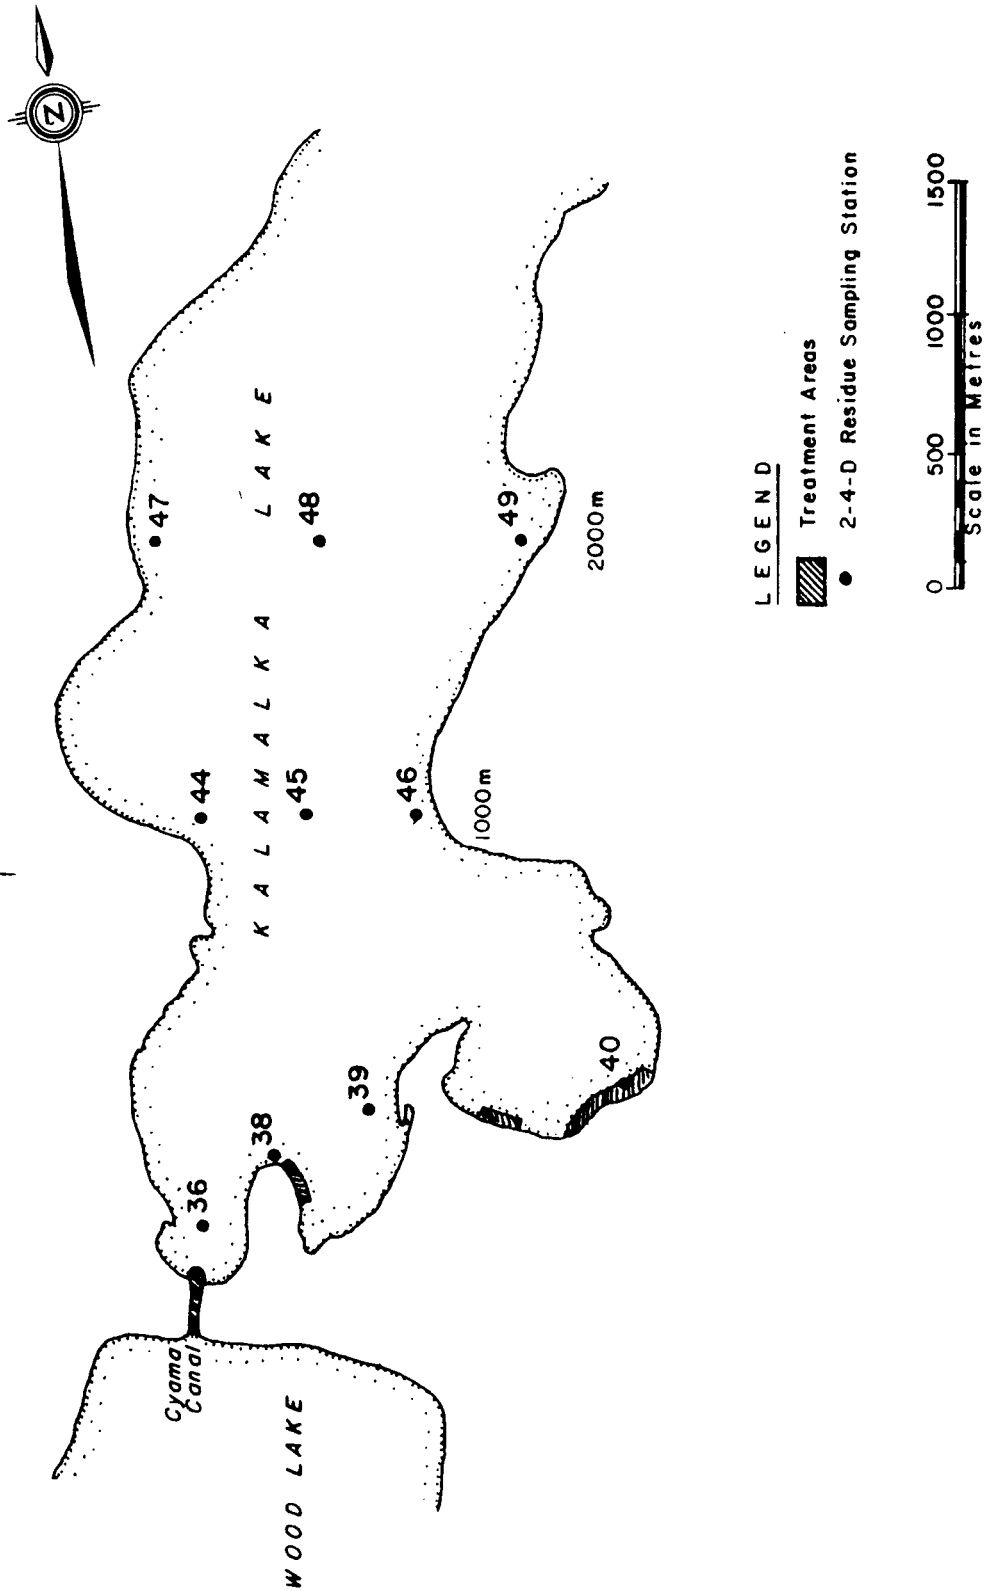 N
KALAMALKA LAKE
WOOD LAKE
Cyama
Canal
36
38
39
40
44
45
46
1000m
47
48
49
2000m
LEGEND
Treatment Areas
2-4-D Residue Sampling Station
0 500 1000 1500
Scale in Metres